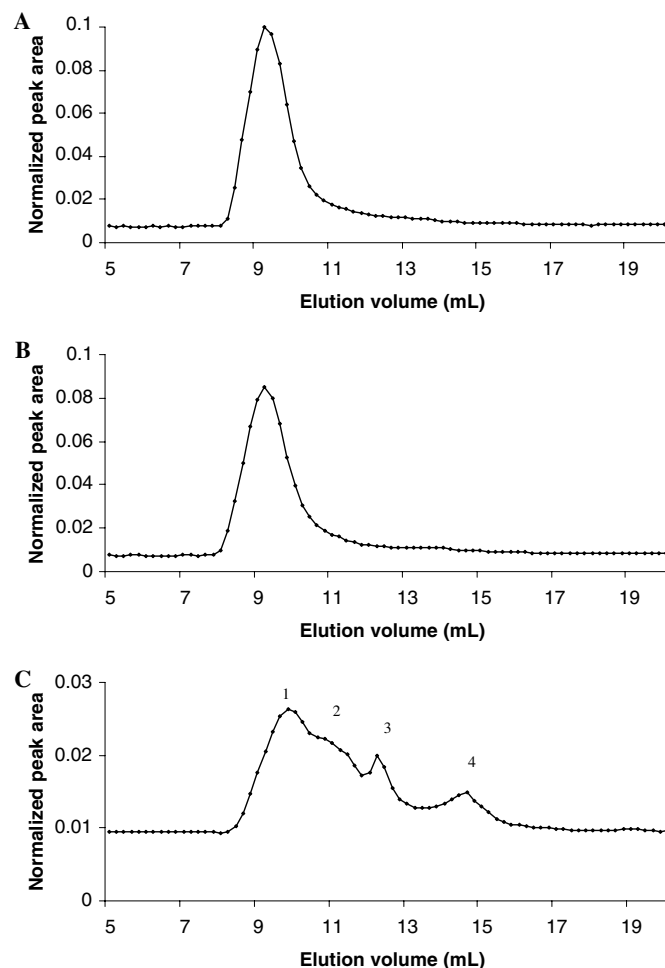 A
Normalized peak area
0.1
0.08
0.06
0.04
0.02
0
5 7 9 11 13 15 17 19
Elution volume (mL)
B
Normalized peak area
0.1
0.08
0.06
0.04
0.02
0
5 7 9 11 13 15 17 19
Elution volume (mL)
C
Normalized peak area
0.03
0.02
0.01
0
1
2
3
4
5 7 9 11 13 15 17 19
Elution volume (mL)